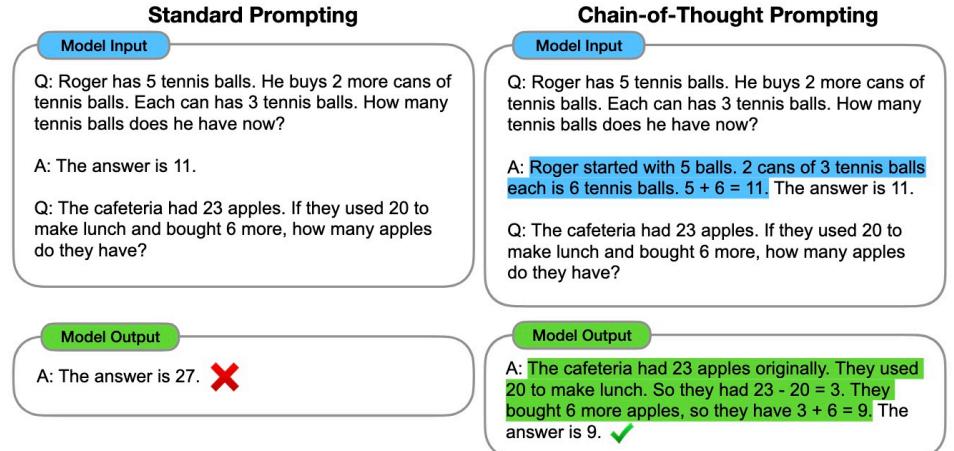 Standard Prompting
Model Input
Q: Roger has 5 tennis balls. He buys 2 more cans of
tennis balls. Each can has 3 tennis balls. How many
tennis balls does he have now?
A: The answer is 11.
Q: The cafeteria had 23 apples. If they used 20 to
make lunch and bought 6 more, how many apples
do they have?
Model Output
A: The answer is 27.
Chain-of-Thought Prompting
Model Input
Q: Roger has 5 tennis balls. He buys 2 more cans of
tennis balls. Each can has 3 tennis balls. How many
tennis balls does he have now?
A: Roger started with 5 balls. 2 cans of 3 tennis balls
each is 6 tennis balls. 5 + 6 = 11. The answer is 11.
Q: The cafeteria had 23 apples. If they used 20 to
make lunch and bought 6 more, how many apples
do they have?
Model Output
A: The cafeteria had 23 apples originally. They used
20 to make lunch. So they had 23 - 20 = 3. They
bought 6 more apples, so they have 3 + 6 = 9. The
answer is 9.